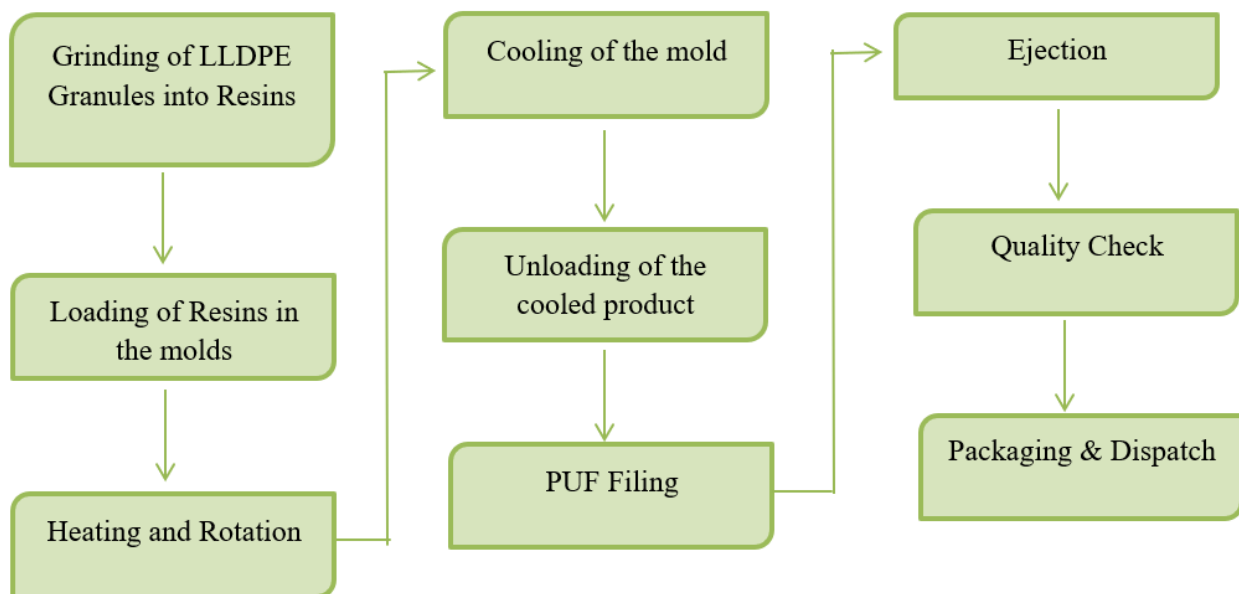 Grinding of LLDPE
Granules into Resins
Loading of Resins in
the molds
Heating and Rotation
Cooling of the mold
Unloading of the
cooled product
PUF Filing
Ejection
Quality Check
Packaging & Dispatch